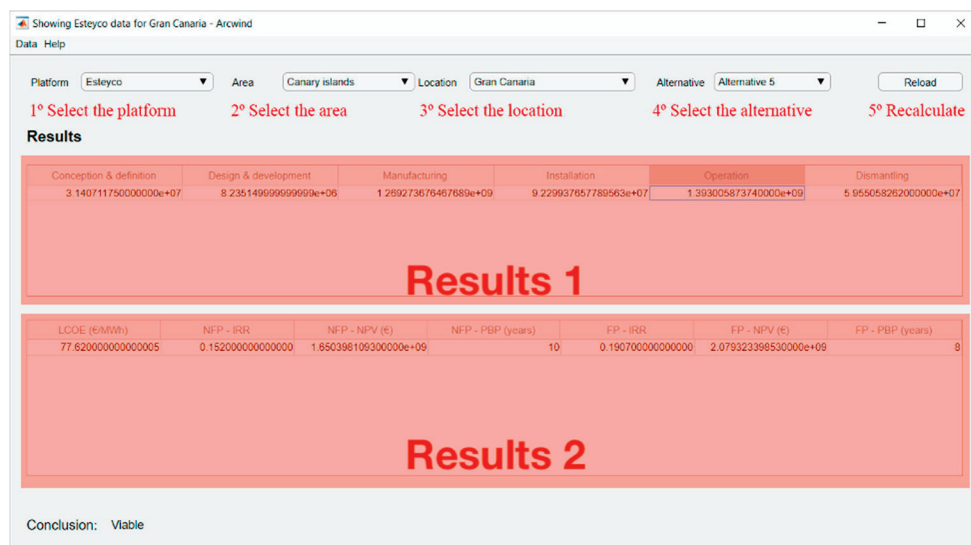 Showing Esteyco data for Gran Canaria - Arcwind
Data Help
Platform Esteyco Area Canary islands Location Gran Canaria Alternative Alternative 5 Reload
1º Select the platform 2º Select the area 3º Select the location 4º Select the alternative 5º Recalculate
Results
Conception & definition Design & development Manufacturing Installation Operation Dismantling
3.140711750000000e+07 8.235149999999999e+06 1.269273676467689e+09 9.229937657789563e+07 1.393005873740000e+09 5.955058262000000e+07
Results 1
LCOE (€/MWh) NFP - IRR NFP - NPV (€) NFP - PBP (years) FP - IRR FP - NPV (€) FP - PBP (years)
77.620000000000005 0.152000000000000 1.650398109300000e+09 10 0.190700000000000 2.079323398530000e+09 8
Results 2
Conclusion: Viable